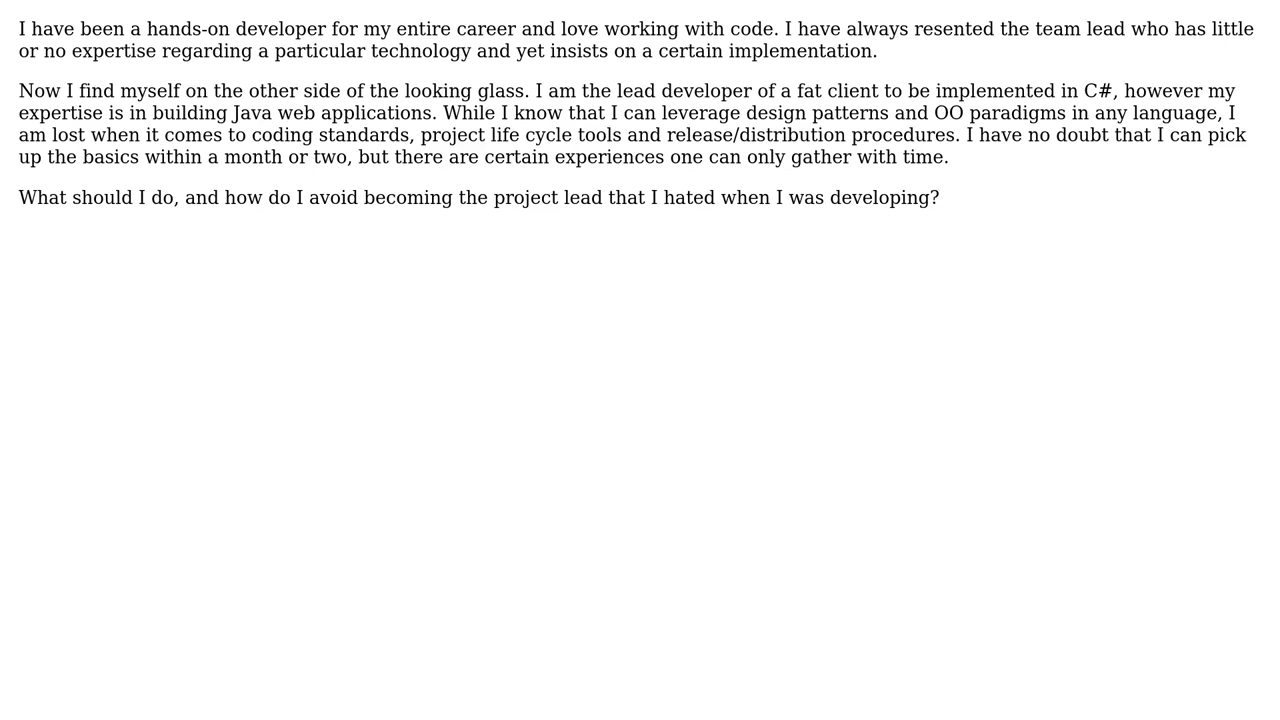 I have been a hands-on developer for my entire career and love working with code. I have always resented the team lead who has little
or no expertise regarding a particular technology and yet insists on a certain implementation.
Now I find myself on the other side of the looking glass. I am the lead developer of a fat client to be implemented in C#, however my
expertise is in building Java web applications. While I know that I can leverage design patterns and OO paradigms in any language, I
am lost when it comes to coding standards, project life cycle tools and release/distribution procedures. I have no doubt that I can pick
up the basics within a month or two, but there are certain experiences one can only gather with time.
What should I do, and how do I avoid becoming the project lead that I hated when I was developing?